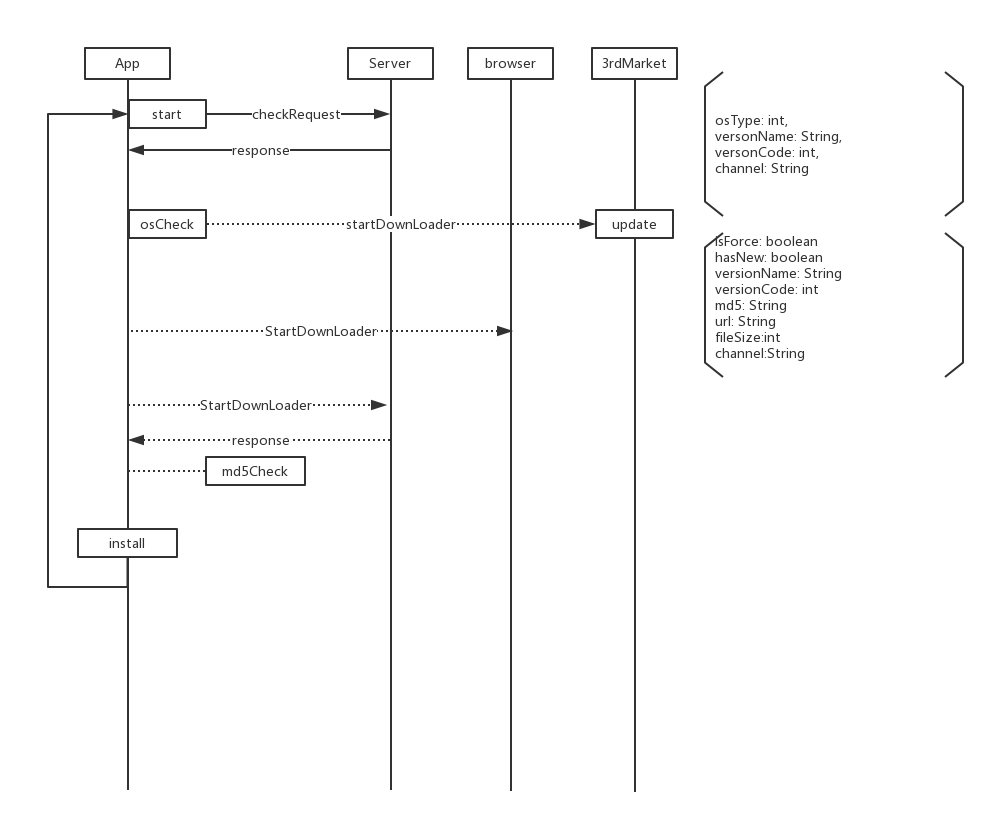 App
Server
browser
3rdMarket
start
checkRequest
response
osCheck
startDownLoader
update
StartDownLoader
StartDownLoader
response
md5Check
install
osType: int,
versonName: String,
versonCode: int,
channel: String
isForce: boolean
hasNew: boolean
versionName: String
versionCode: int
md5: String
url: String
fileSize:int
channel:String